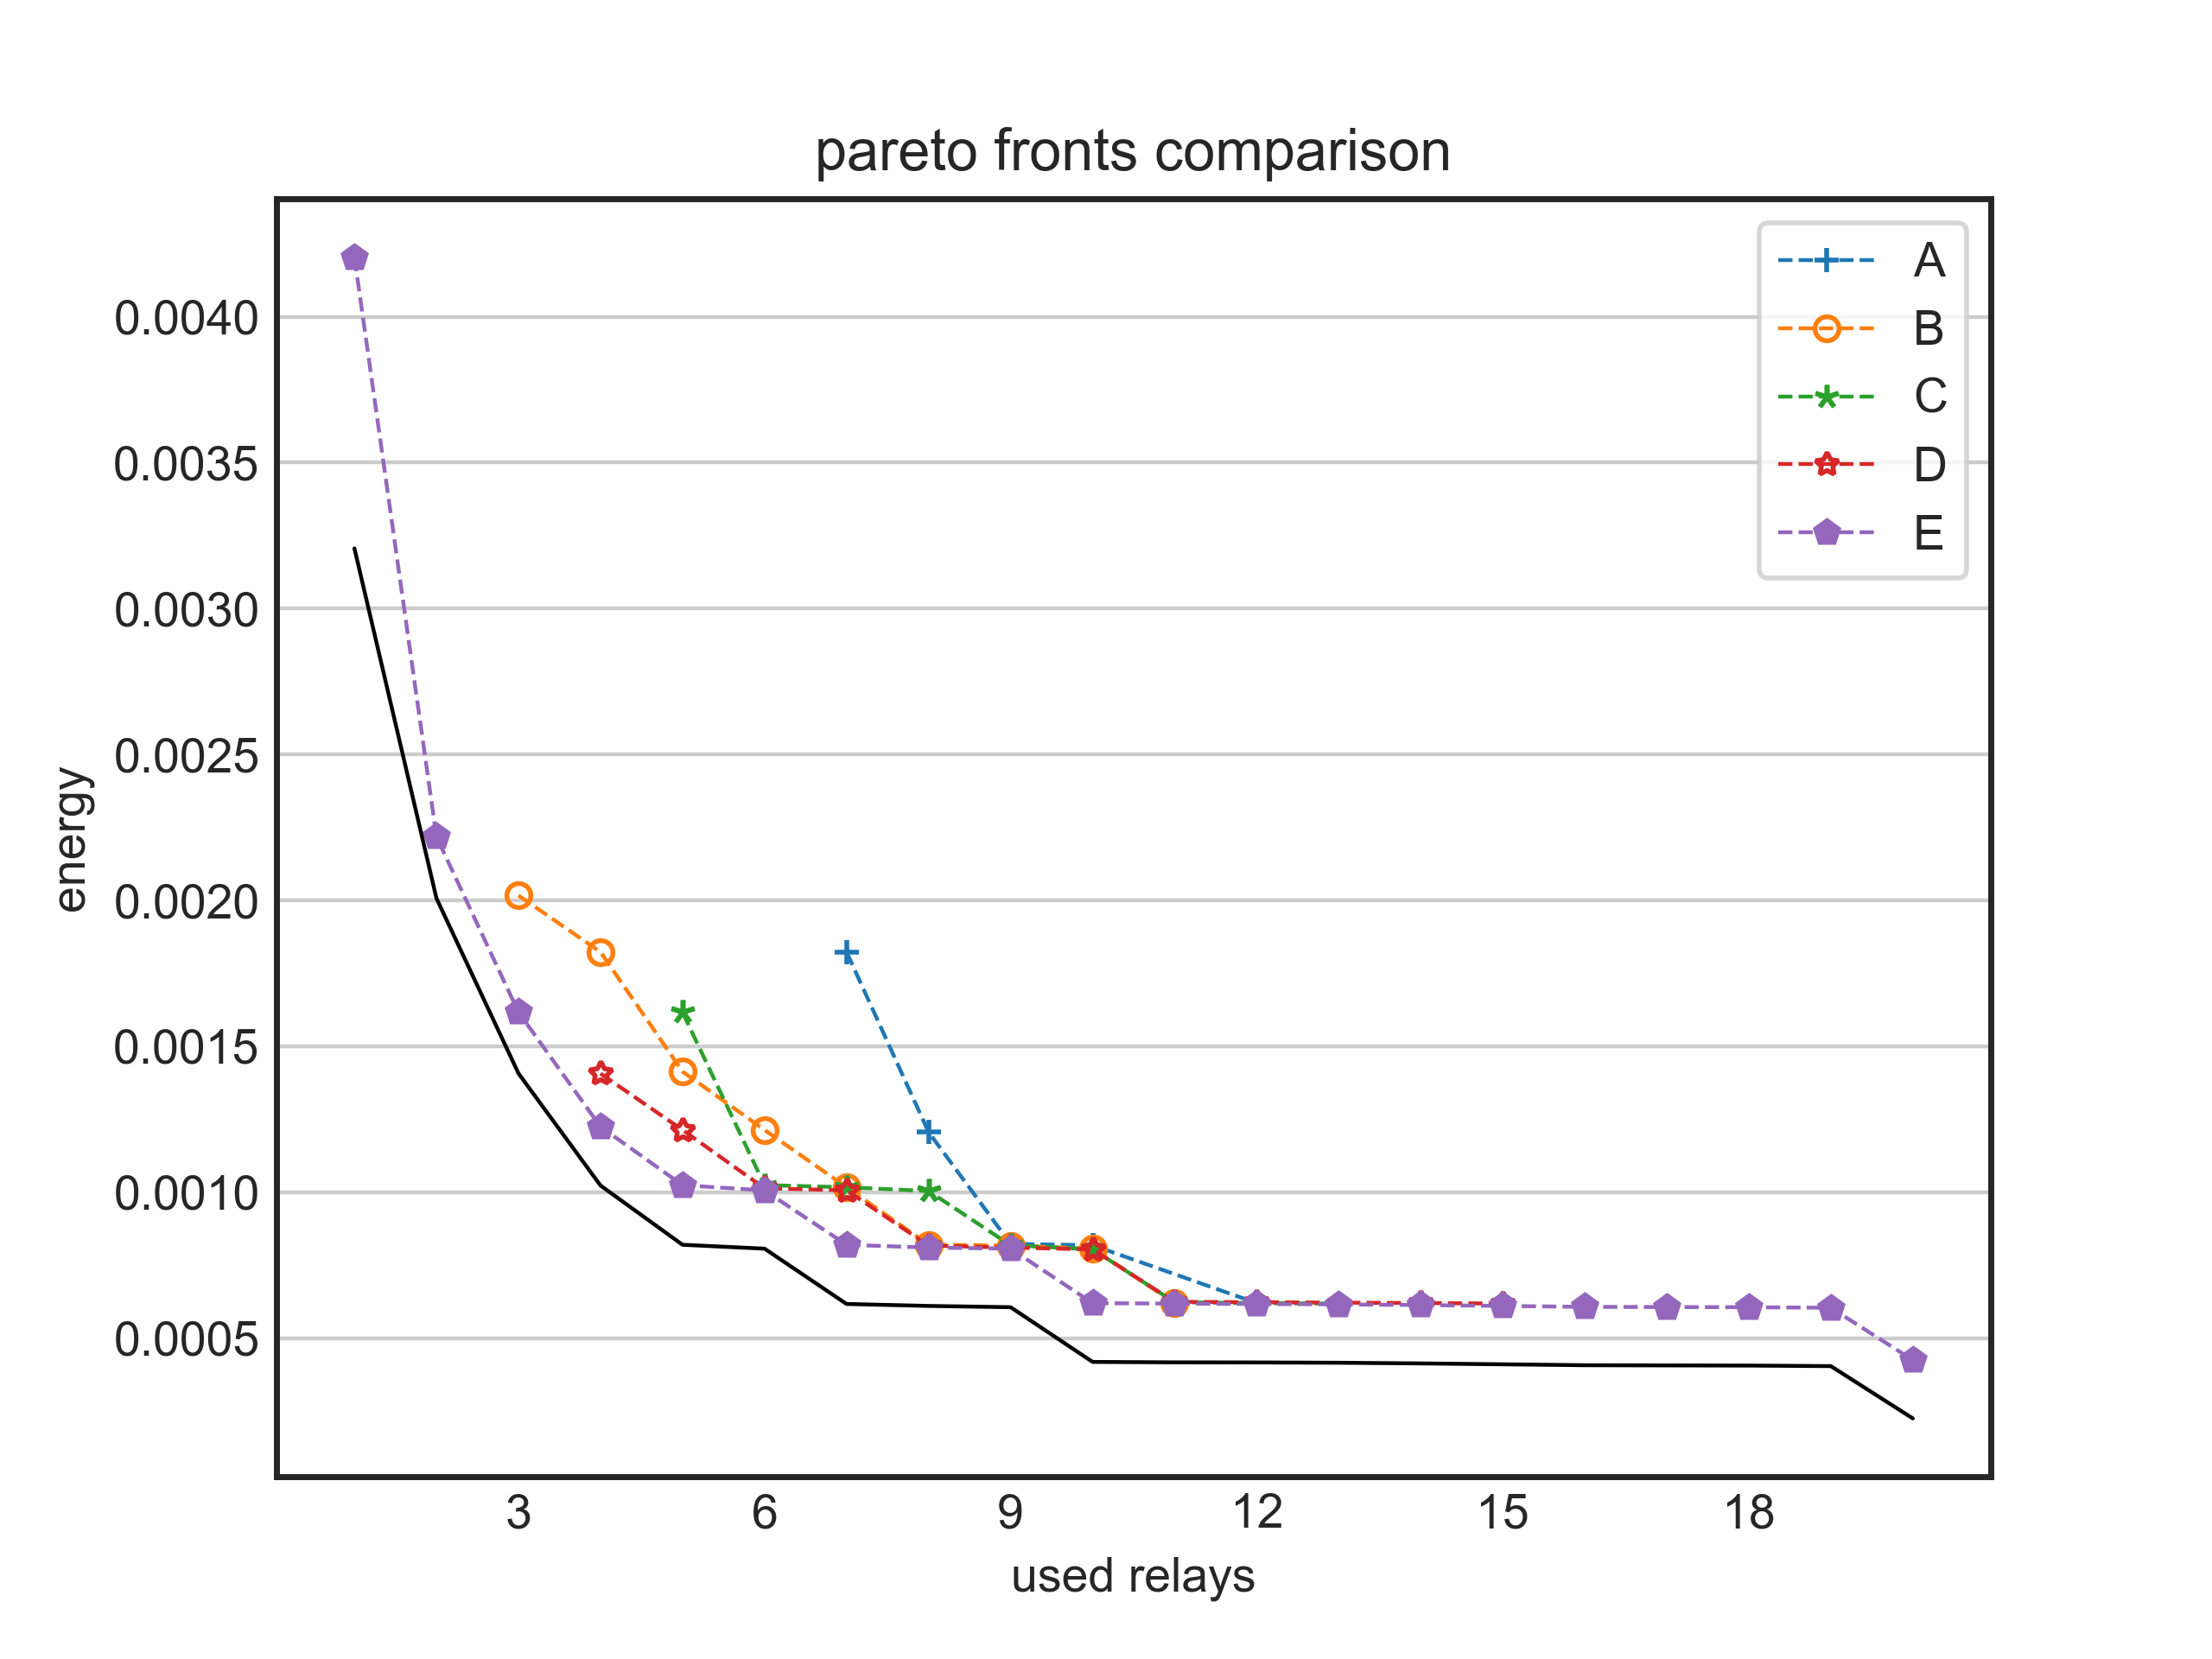 pareto fronts comparison
A
B
C
D
E
0.0040
0.0035
0.0030
0.0025
0.0020
0.0015
0.0010
0.0005
energy
3 6 9 12 15 18
used relays